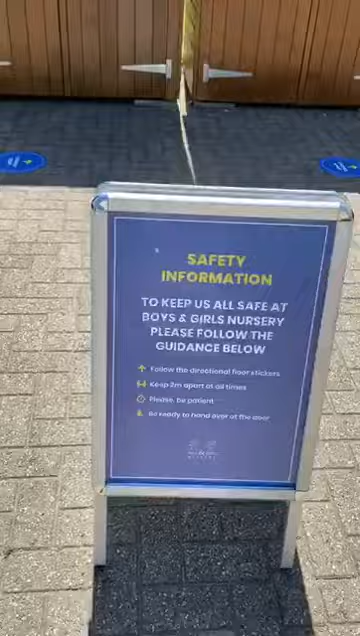 SAFETY
INFORMATION
TO KEEP US ALL SAFE AT
BOYS & GIRLS NURSERY
PLEASE FOLLOW THE
GUIDANCE BELOW
Follow the directional floor stickers
Keep 2m apart at all times
Please, be patient
Be ready to hand over at the door